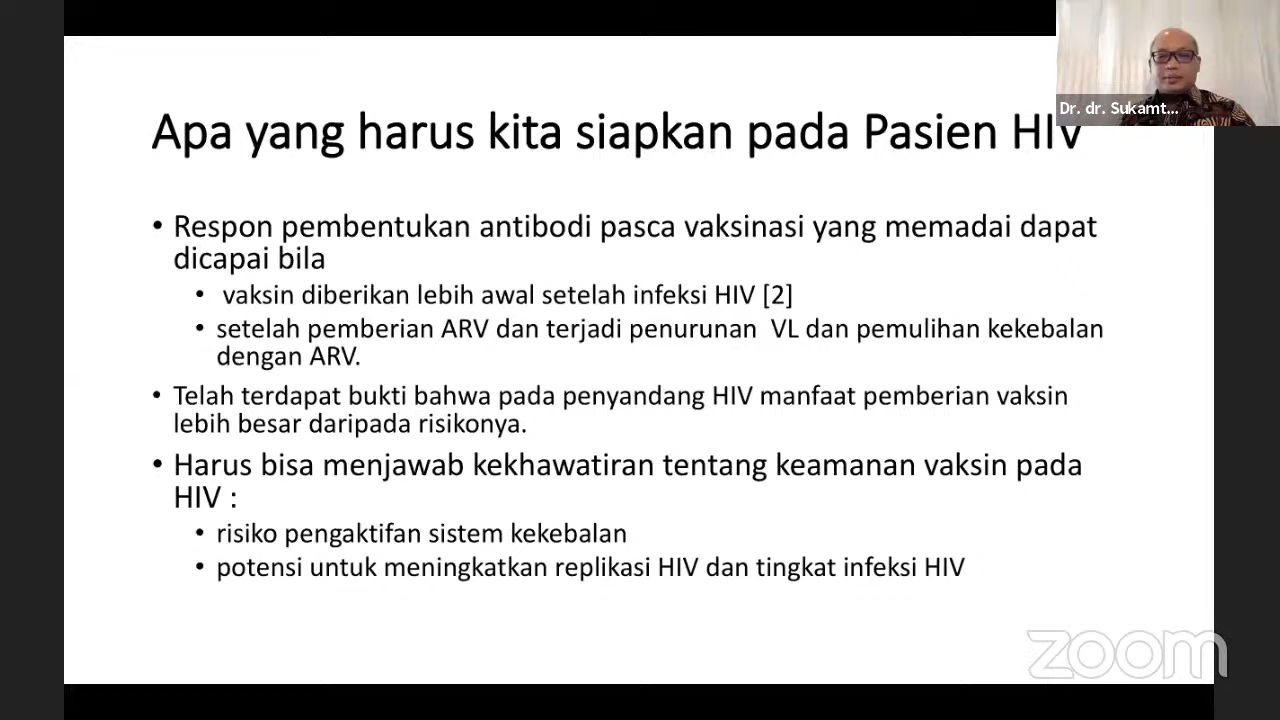 Dr. dr. Sukamt...
Apa yang harus kita siapkan pada Pasien HIV
• Respon pembentukan antibodi pasca vaksinasi yang memadai dapat
dicapai bila
• vaksin diberikan lebih awal setelah infeksi HIV [2]
• setelah pemberian ARV dan terjadi penurunan VL dan pemulihan kekebalan
dengan ARV.
• Telah terdapat bukti bahwa pada penyandang HIV manfaat pemberian vaksin
lebih besar daripada risikonya.
• Harus bisa menjawab kekhawatiran tentang keamanan vaksin pada
HIV :
• risiko pengaktifan sistem kekebalan
• potensi untuk meningkatkan replikasi HIV dan tingkat infeksi HIV
zoom